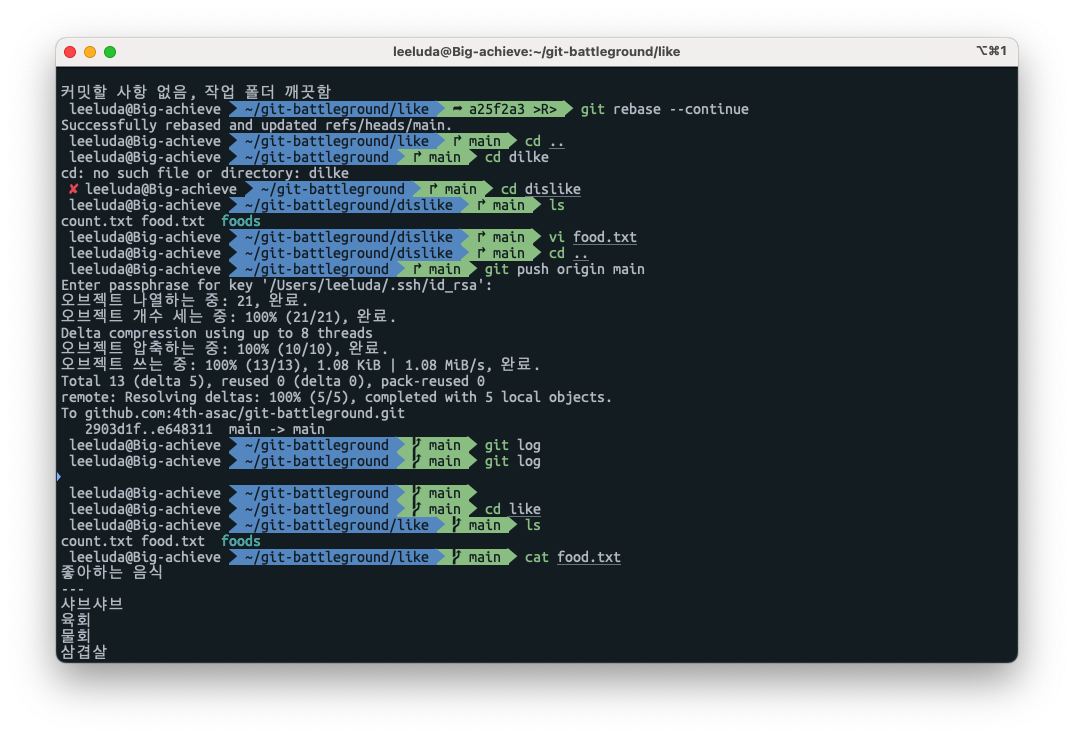 leeluda@Big-achieve:~/git-battleground/like
⌥⌘1
커밋할 사항 없음, 작업 폴더 깨끗함
leeluda@Big-achieve ~/git-battleground/like ➦ a25f2a3 >R> git rebase --continue
Successfully rebased and updated refs/heads/main.
leeluda@Big-achieve ~/git-battleground/like main cd ..
leeluda@Big-achieve ~/git-battleground main cd dilke
cd: no such file or directory: dilke
✘ leeluda@Big-achieve ~/git-battleground main cd dislike
leeluda@Big-achieve ~/git-battleground/dislike main ls
count.txt food.txt foods
leeluda@Big-achieve ~/git-battleground/dislike main vi food.txt
leeluda@Big-achieve ~/git-battleground/dislike main cd ..
leeluda@Big-achieve ~/git-battleground main git push origin main
Enter passphrase for key '/Users/leeluda/.ssh/id_rsa':
오브젝트 나열하는 중: 21, 완료.
오브젝트 개수 세는 중: 100% (21/21), 완료.
Delta compression using up to 8 threads
오브젝트 압축하는 중: 100% (10/10), 완료.
오브젝트 쓰는 중: 100% (13/13), 1.08 KiB | 1.08 MiB/s, 완료.
Total 13 (delta 5), reused 0 (delta 0), pack-reused 0
remote: Resolving deltas: 100% (5/5), completed with 5 local objects.
To github.com:4th-asac/git-battleground.git
2903d1f..e648311 main -> main
leeluda@Big-achieve ~/git-battleground main git log
leeluda@Big-achieve ~/git-battleground main git log
leeluda@Big-achieve ~/git-battleground main
leeluda@Big-achieve ~/git-battleground main cd like
leeluda@Big-achieve ~/git-battleground/like main ls
count.txt food.txt foods
leeluda@Big-achieve ~/git-battleground/like main cat food.txt
좋아하는 음식
---
샤브샤브
육회
물회
삼겹살